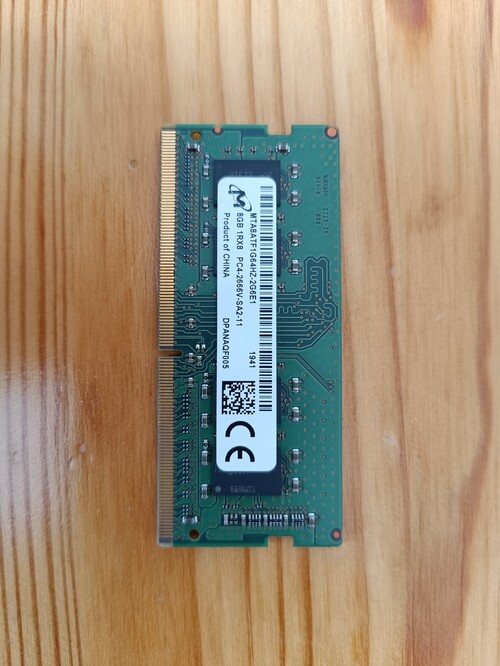 MTA8ATF1G64HZ-2G6E1
8GB 1RX8 PC4-2666V-SA2-11
Product of CHINA
DPANAQF005
1941
CE